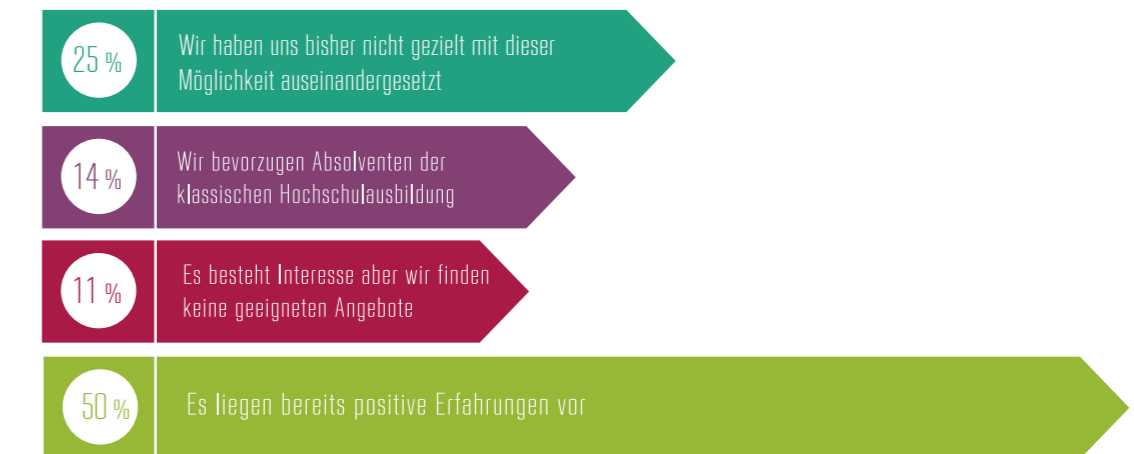 25 %
Wir haben uns bisher nicht gezielt mit dieser
Möglichkeit auseinandergesetzt
14 %
Wir bevorzugen Absolventen der
klassischen Hochschulausbildung
11 %
Es besteht Interesse aber wir finden
keine geeigneten Angebote
50 %
Es liegen bereits positive Erfahrungen vor